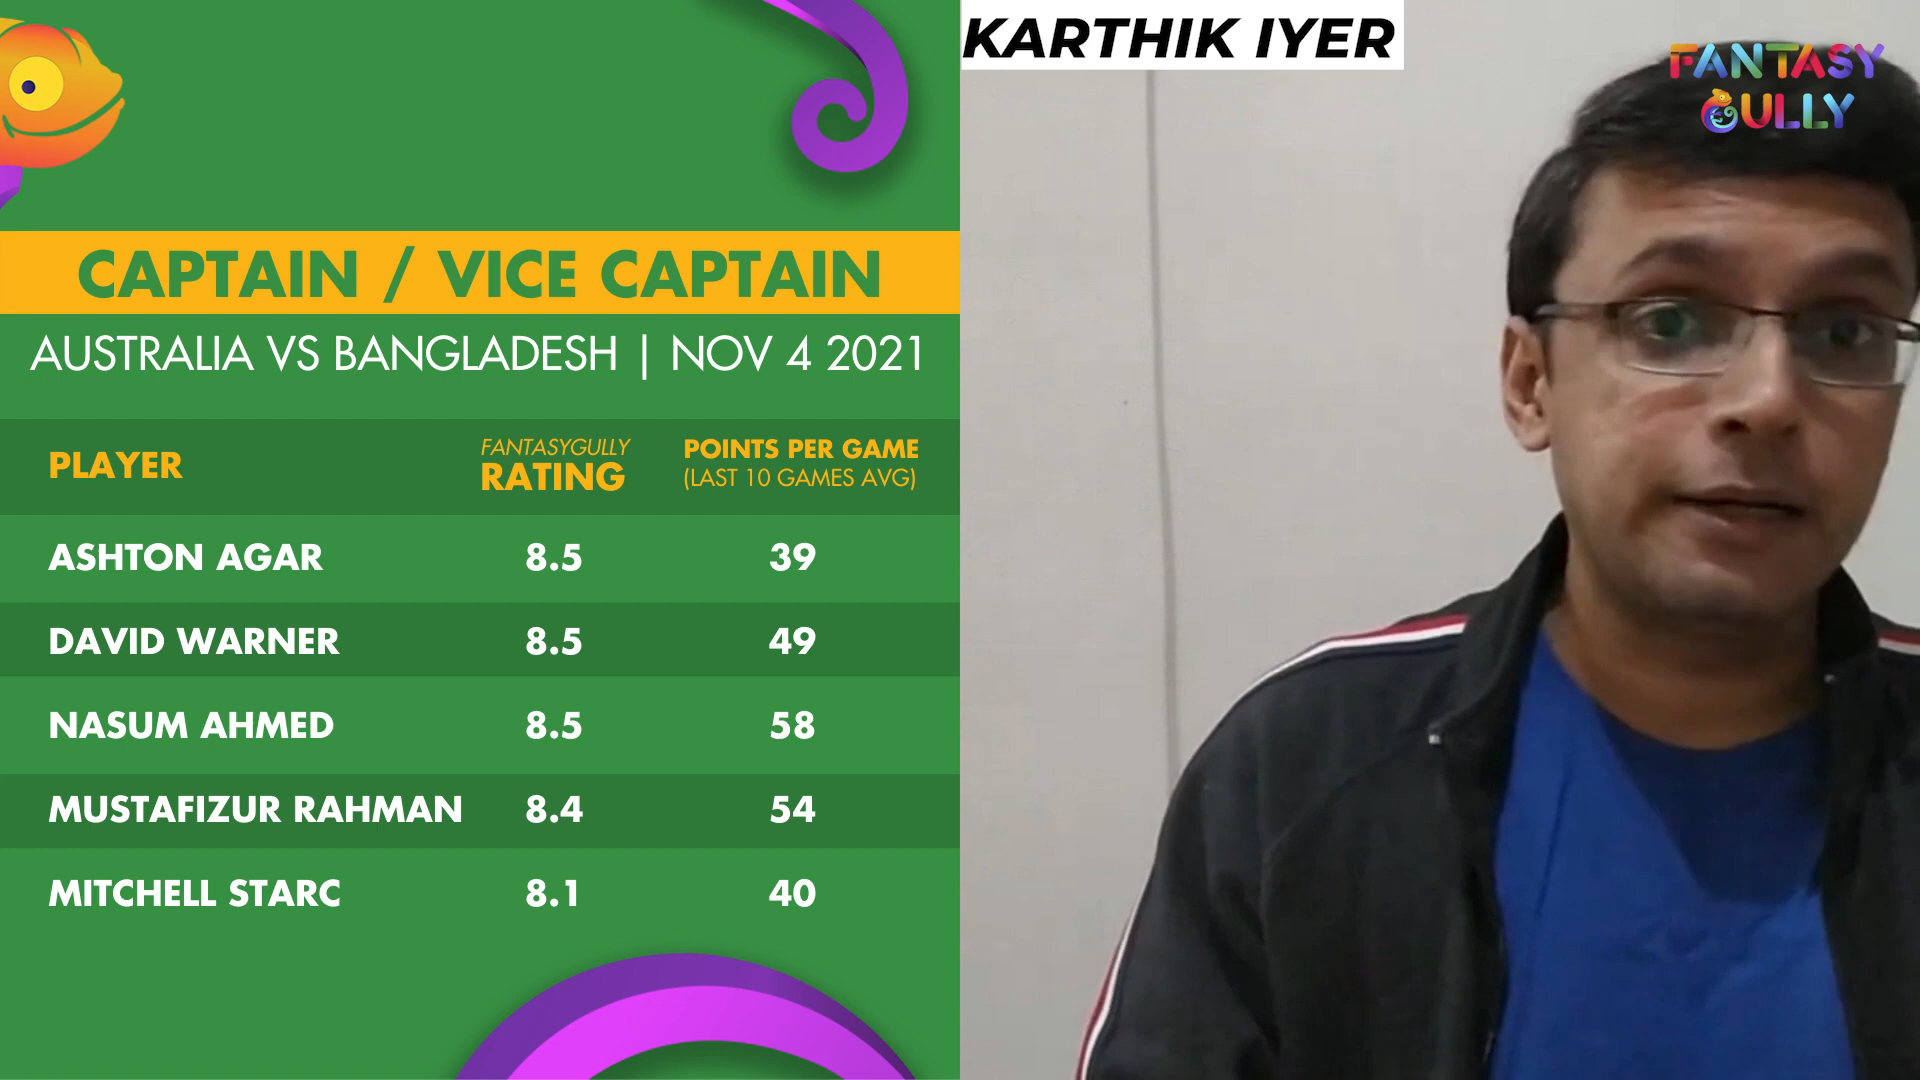 CAPTAIN / VICE CAPTAIN
AUSTRALIA VS BANGLADESH | NOV 4 2021
PLAYER
FANTASYGULLY
RATING
POINTS PER GAME
(LAST 10 GAMES AVG)
ASHTON AGAR 8.5 39
DAVID WARNER 8.5 49
NASUM AHMED 8.5 58
MUSTAFIZUR RAHMAN 8.4 54
MITCHELL STARC 8.1 40
KARTHIK IYER
FANTASY
GULLY